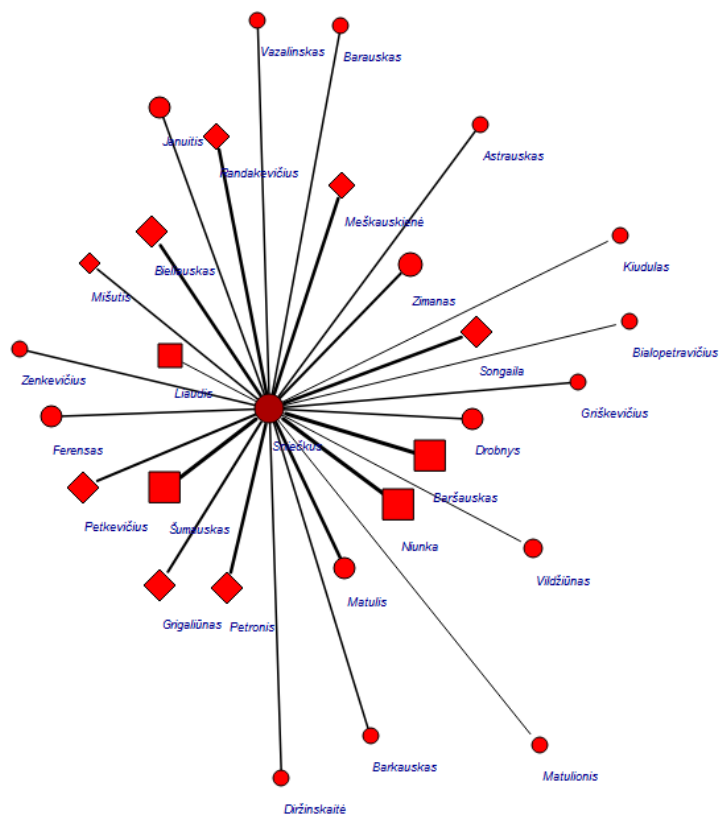 Vazalinskas
Barauskas
Januitis
Randakevičius
Astrauskas
Meškauskienė
Bieliauskas
Kiudulas
Mišutis
Zimanas
Bialopetravičius
Songaila
Zenkevičius
Liaudis
Griškevičius
Ferensas
Sniečkus
Drobnys
Baršauskas
Petkevičius
Šumauskas
Niunka
Vildžiūnas
Matulis
Grigaliūnas
Petronis
Barkauskas
Matulionis
Diržinskaitė